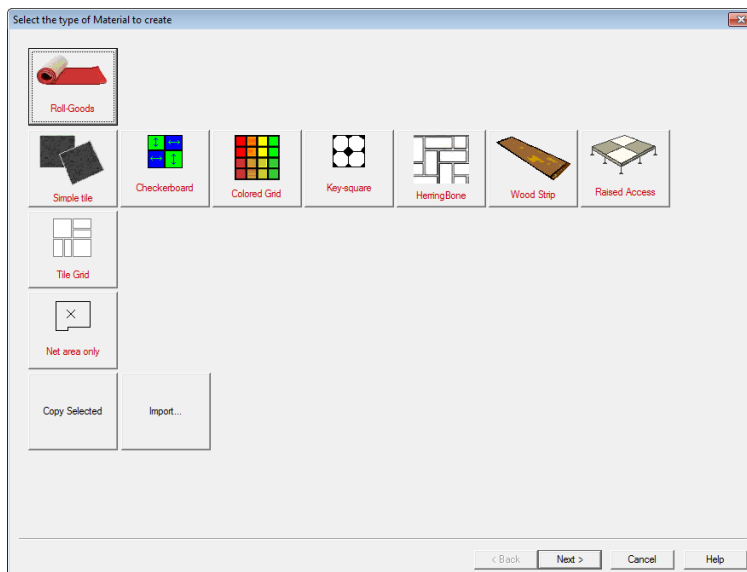 Select the type of Material to create
Roll-Goods
Simple tile
Checkerboard
Colored Grid
Key-square
HerringBone
Wood Strip
Raised Access
Tile Grid
Net area only
Copy Selected
Import...
< Back
Next >
Cancel
Help